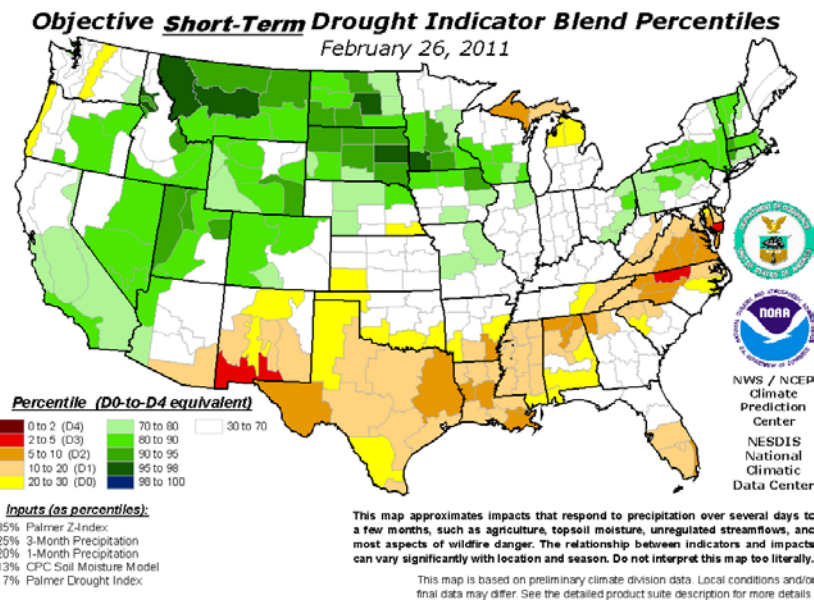 Objective Short-Term Drought Indicator Blend Percentiles
February 26, 2011
NOAA
NWS / NCEP
Climate
Prediction
Center
NESDIS
National
Climatic
Data Center
Percentile (D0-to-D4 equivalent)
0 to 2 (D4)
2 to 5 (D3)
5 to 10 (D2)
10 to 20 (D1)
20 to 30 (D0)
70 to 80
80 to 90
90 to 95
95 to 98
98 to 100
30 to 70
Inputs (as percentiles):
35% Palmer Z-Index
25% 3-Month Precipitation
20% 1-Month Precipitation
13% CPC Soil Moisture Model
7% Palmer Drought Index
This map approximates impacts that respond to precipitation over several days to
a few months, such as agriculture, topsoil moisture, unregulated streamflows, and
most aspects of wildfire danger. The relationship between indicators and impacts
can vary significantly with location and season. Do not interpret this map too literally.
This map is based on preliminary climate division data. Local conditions and/or
final data may differ. See the detailed product suite description for more details.